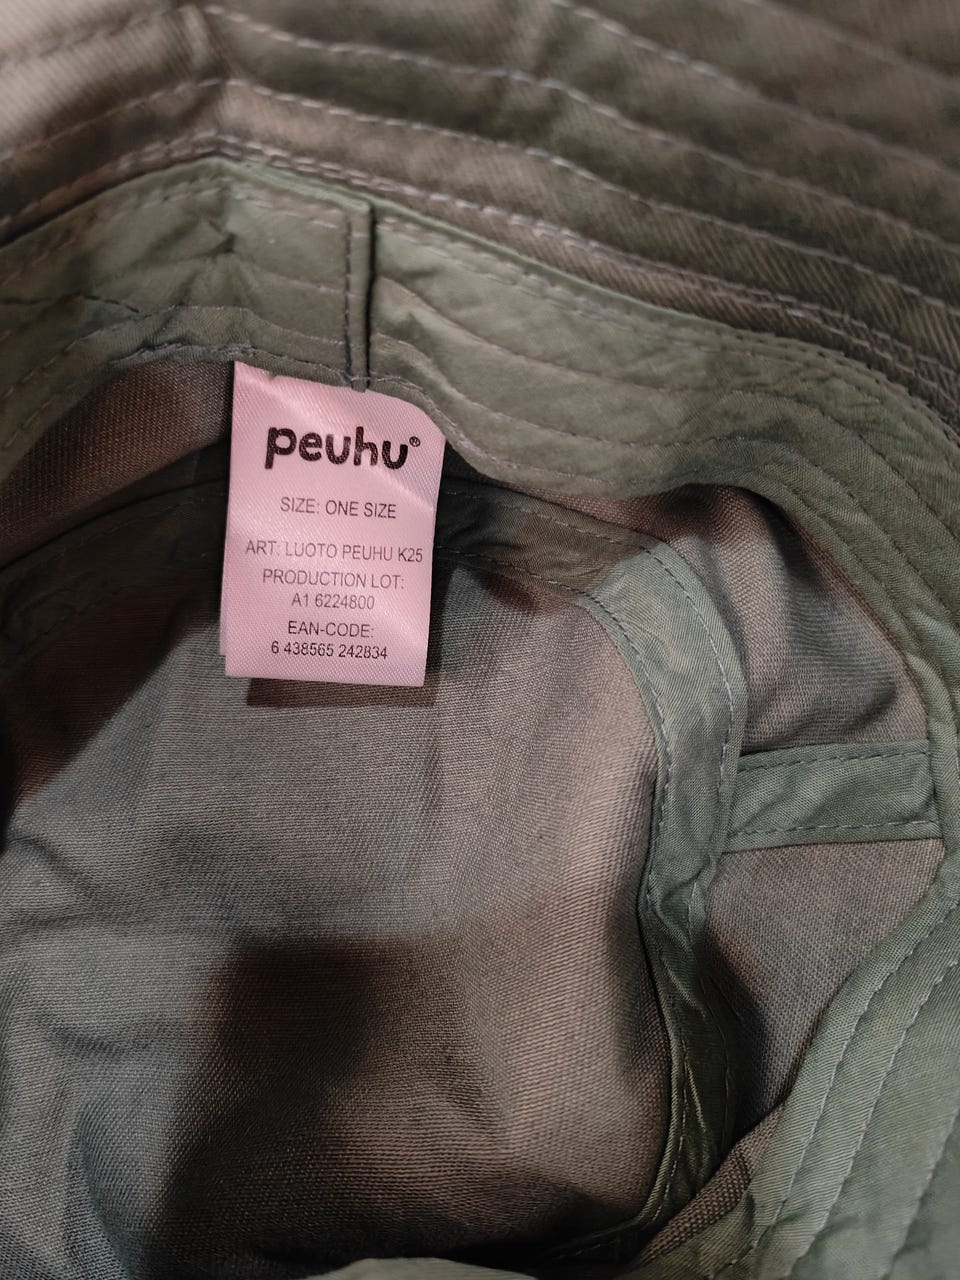 peuhu®
SIZE: ONE SIZE
ART. LUOTO PEUHU K25
PRODUCTION LOT:
A1 6224800
EAN-CODE:
6 438565 242834